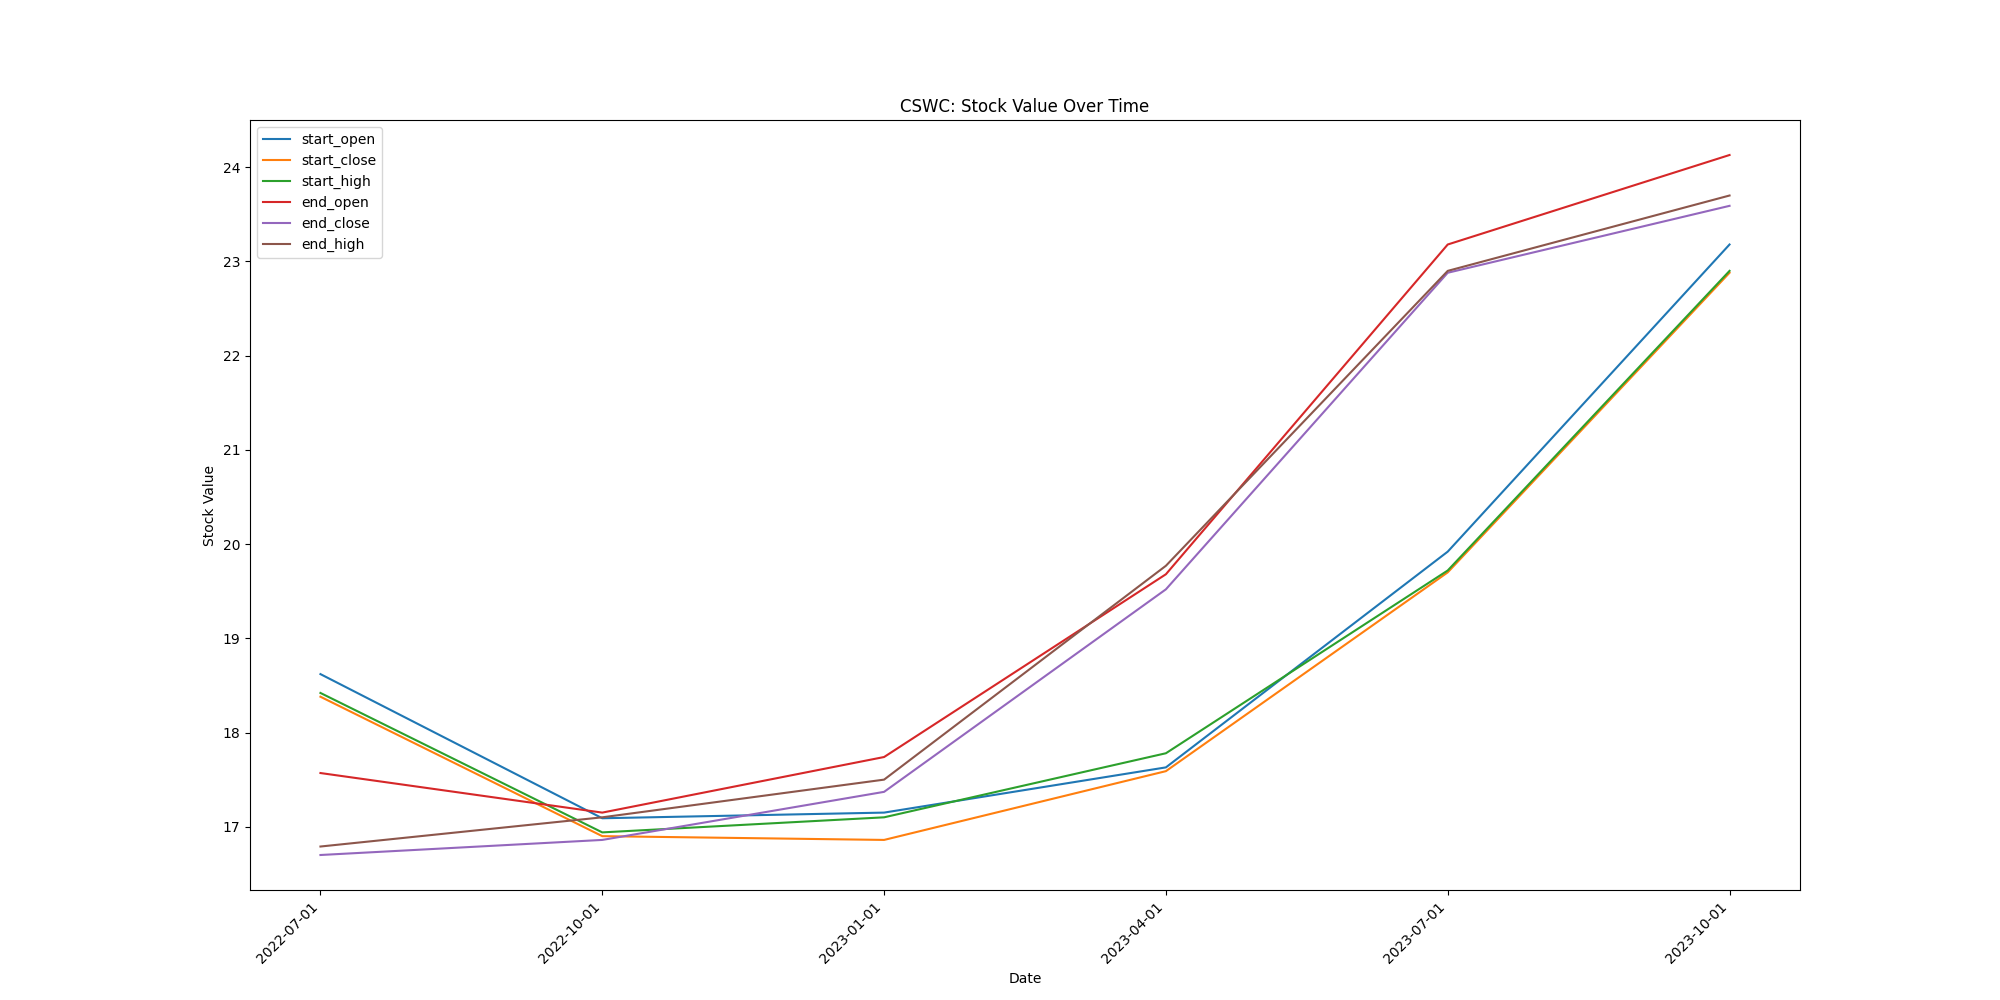 CSWC: Stock Value Over Time
start_open
start_close
start_high
end_open
end_close
end_high
Stock Value
24
23
22
21
20
19
18
17
2022-07-01
2022-10-01
2023-01-01
2023-04-01
2023-07-01
2023-10-01
Date